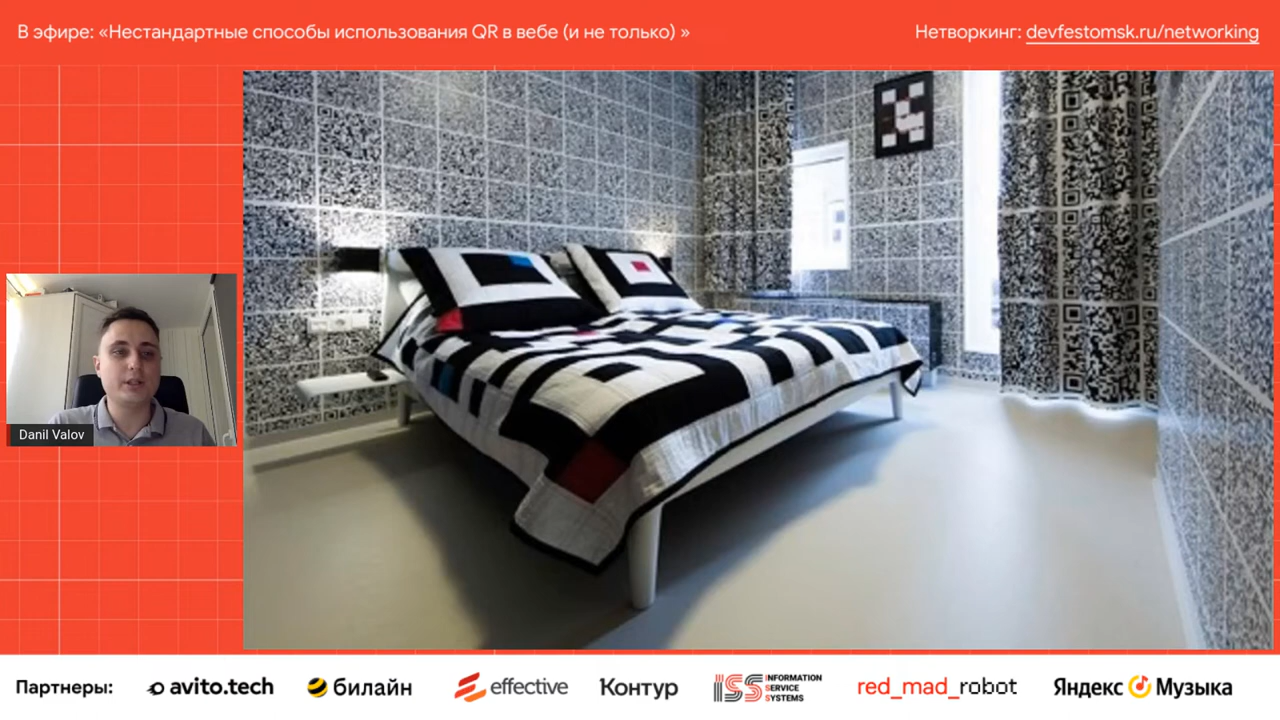 В эфире: «Нестандартные способы использования QR в вебе (и не только) »
Нетворкинг: devfestomsk.ru/networking
Danil Valov
Партнеры:
avito.tech
билайн
effective
Контур
ISS INFORMATION SERVICE SYSTEMS
red_mad_robot
Яндекс Музыка